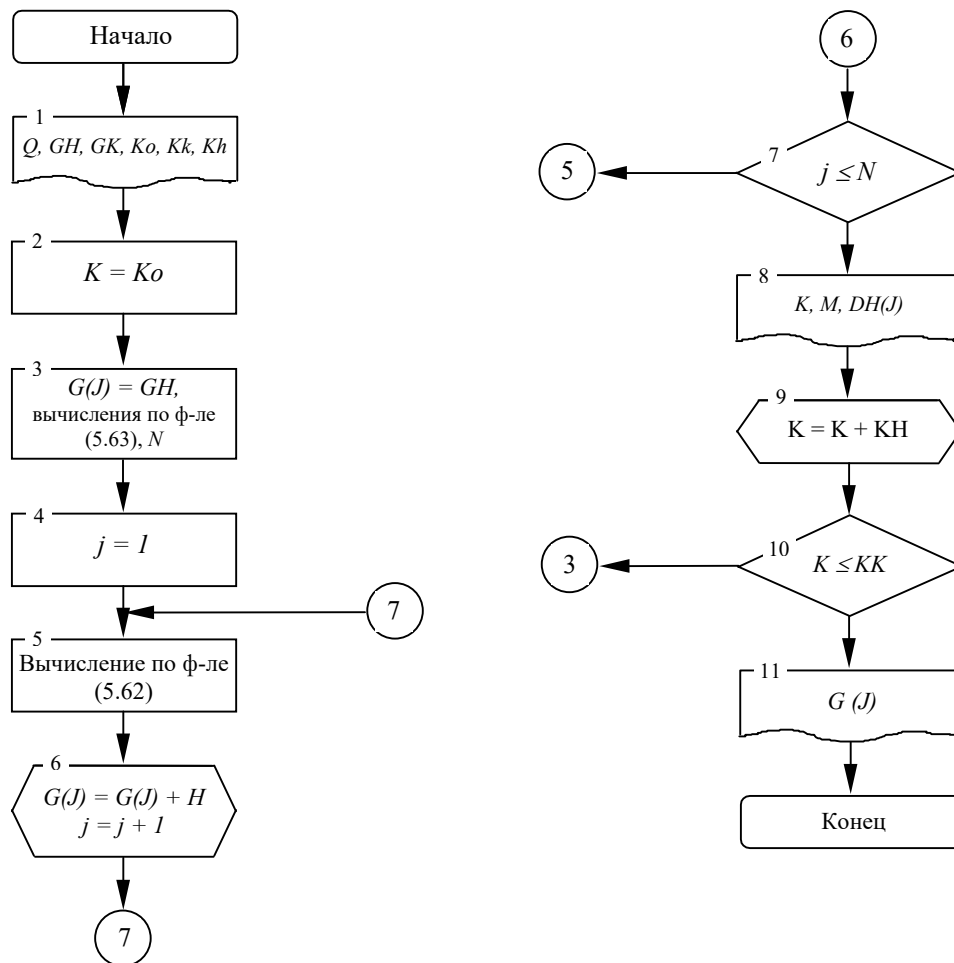 Начало
1
Q, GH, GK, Ko, Kk, Kh
2
K = Ko
3
G(J) = GH,
вычисления по ф-ле
(5.63), N
4
j = 1
7
5
Вычисление по ф-ле
(5.62)
6
G(J) = G(J) + H
j = j + 1
7
6
7
j ≤ N
5
8
K, M, DH(J)
9
K = K + KH
10
K ≤ KK
3
11
G (J)
Конец